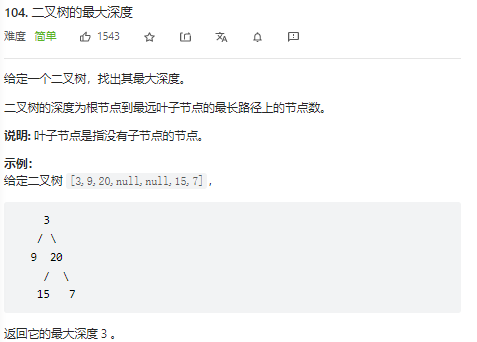 104. 二叉树的最大深度
难度 简单 1543
给定一个二叉树，找出其最大深度。
二叉树的深度为根节点到最远叶子节点的最长路径上的节点数。
说明: 叶子节点是指没有子节点的节点。
示例：
给定二叉树 [3,9,20,null,null,15,7]，
3
/ \
9 20
/ \
15 7
返回它的最大深度 3 。